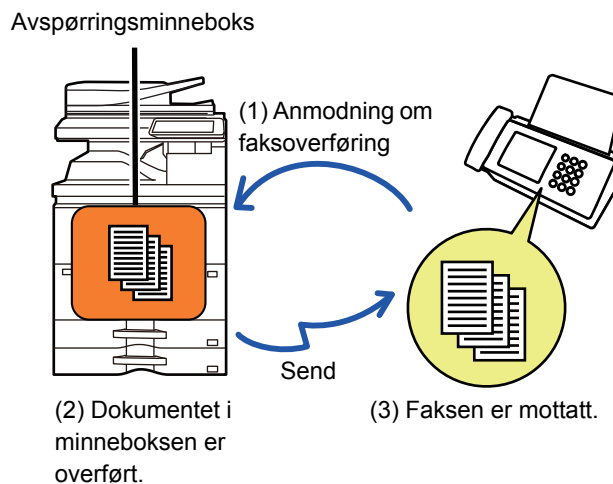 Avspørringsminneboks
(1) Anmodning om
faksoverføring
Send
(2) Dokumentet i
minneboksen er
overført.
(3) Faksen er mottatt.